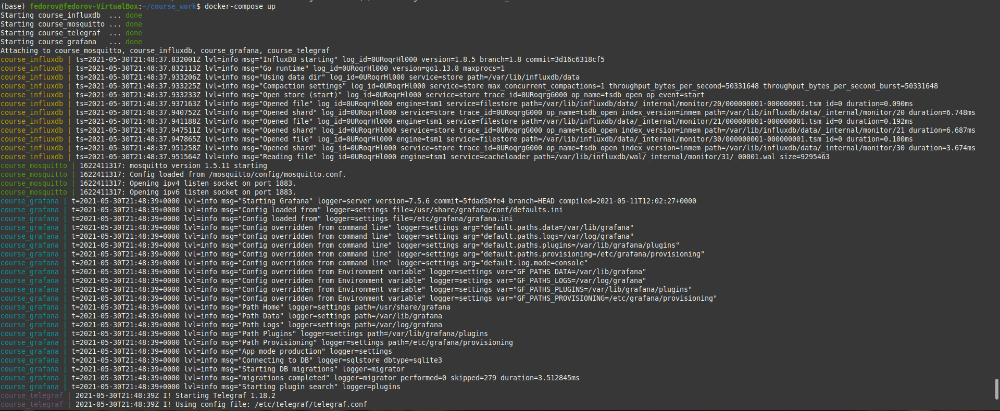 (base) fedorov@fedorov-VirtualBox:~/course_work$ docker-compose up
Starting course_influxdb  ... done
Starting course_mosquitto ... done
Starting course_telegraf  ... done
Starting course_grafana   ... done
Attaching to course_mosquitto, course_influxdb, course_grafana, course_telegraf
course_influxdb | ts=2021-05-30T21:48:37.832001Z lvl=info msg="InfluxDB starting" log_id=0URoqrHl000 version=1.8.5 branch=1.8 commit=3d16c6318cf5
course_influxdb | ts=2021-05-30T21:48:37.832113Z lvl=info msg="Go runtime" log_id=0URoqrHl000 version=go1.13.8 maxprocs=1
course_influxdb | ts=2021-05-30T21:48:37.933206Z lvl=info msg="Using data dir" log_id=0URoqrHl000 service=store path=/var/lib/influxdb/data
course_influxdb | ts=2021-05-30T21:48:37.933225Z lvl=info msg="Compaction settings" log_id=0URoqrHl000 service=store max_concurrent_compactions=1 throughput_bytes_per_second=50331648 throughput_bytes_per_second_burst=50331648
course_influxdb | ts=2021-05-30T21:48:37.933233Z lvl=info msg="Open store (start)" log_id=0URoqrHl000 service=store trace_id=0URoqrgG000 op_name=tsdb_open op_event=start
course_influxdb | ts=2021-05-30T21:48:37.937163Z lvl=info msg="Opened file" log_id=0URoqrHl000 engine=tsm1 service=filestore path=/var/lib/influxdb/data/_internal/monitor/20/000000001-000000001.tsm id=0 duration=0.090ms
course_influxdb | ts=2021-05-30T21:48:37.940752Z lvl=info msg="Opened shard" log_id=0URoqrHl000 service=store trace_id=0URoqrgG000 op_name=tsdb_open index_version=inmem path=/var/lib/influxdb/data/_internal/monitor/20 duration=6.748ms
course_influxdb | ts=2021-05-30T21:48:37.941188Z lvl=info msg="Opened file" log_id=0URoqrHl000 engine=tsm1 service=filestore path=/var/lib/influxdb/data/_internal/monitor/21/000000001-000000001.tsm id=0 duration=0.192ms
course_influxdb | ts=2021-05-30T21:48:37.947511Z lvl=info msg="Opened shard" log_id=0URoqrHl000 service=store trace_id=0URoqrgG000 op_name=tsdb_open index_version=inmem path=/var/lib/influxdb/data/_internal/monitor/21 duration=6.687ms
course_influxdb | ts=2021-05-30T21:48:37.947865Z lvl=info msg="Opened file" log_id=0URoqrHl000 engine=tsm1 service=filestore path=/var/lib/influxdb/data/_internal/monitor/30/000000001-000000001.tsm id=0 duration=0.100ms
course_influxdb | ts=2021-05-30T21:48:37.951258Z lvl=info msg="Opened shard" log_id=0URoqrHl000 service=store trace_id=0URoqrgG000 op_name=tsdb_open index_version=inmem path=/var/lib/influxdb/data/_internal/monitor/30 duration=3.674ms
course_influxdb | ts=2021-05-30T21:48:37.951564Z lvl=info msg="Reading file" log_id=0URoqrHl000 engine=tsm1 service=cacheloader path=/var/lib/influxdb/wal/_internal/monitor/31/_00001.wal size=9295463
course_mosquitto | 1622411317: mosquitto version 1.5.11 starting
course_mosquitto | 1622411317: Config loaded from /mosquitto/config/mosquitto.conf.
course_mosquitto | 1622411317: Opening ipv4 listen socket on port 1883.
course_mosquitto | 1622411317: Opening ipv6 listen socket on port 1883.
course_grafana | t=2021-05-30T21:48:39+0000 lvl=info msg="Starting Grafana" logger=server version=7.5.6 commit=5fdad5bfe4 branch=HEAD compiled=2021-05-11T12:02:27+0000
course_grafana | t=2021-05-30T21:48:39+0000 lvl=info msg="Config loaded from" logger=settings file=/usr/share/grafana/conf/defaults.ini
course_grafana | t=2021-05-30T21:48:39+0000 lvl=info msg="Config loaded from" logger=settings file=/etc/grafana/grafana.ini
course_grafana | t=2021-05-30T21:48:39+0000 lvl=info msg="Config overridden from command line" logger=settings arg="default.paths.data=/var/lib/grafana"
course_grafana | t=2021-05-30T21:48:39+0000 lvl=info msg="Config overridden from command line" logger=settings arg="default.paths.logs=/var/log/grafana"
course_grafana | t=2021-05-30T21:48:39+0000 lvl=info msg="Config overridden from command line" logger=settings arg="default.paths.plugins=/var/lib/grafana/plugins"
course_grafana | t=2021-05-30T21:48:39+0000 lvl=info msg="Config overridden from command line" logger=settings arg="default.paths.provisioning=/etc/grafana/provisioning"
course_grafana | t=2021-05-30T21:48:39+0000 lvl=info msg="Config overridden from command line" logger=settings arg="default.log.mode=console"
course_grafana | t=2021-05-30T21:48:39+0000 lvl=info msg="Config overridden from Environment variable" logger=settings var="GF_PATHS_DATA=/var/lib/grafana"
course_grafana | t=2021-05-30T21:48:39+0000 lvl=info msg="Config overridden from Environment variable" logger=settings var="GF_PATHS_LOGS=/var/log/grafana"
course_grafana | t=2021-05-30T21:48:39+0000 lvl=info msg="Config overridden from Environment variable" logger=settings var="GF_PATHS_PLUGINS=/var/lib/grafana/plugins"
course_grafana | t=2021-05-30T21:48:39+0000 lvl=info msg="Config overridden from Environment variable" logger=settings var="GF_PATHS_PROVISIONING=/etc/grafana/provisioning"
course_grafana | t=2021-05-30T21:48:39+0000 lvl=info msg="Path Home" logger=settings path=/usr/share/grafana
course_grafana | t=2021-05-30T21:48:39+0000 lvl=info msg="Path Data" logger=settings path=/var/lib/grafana
course_grafana | t=2021-05-30T21:48:39+0000 lvl=info msg="Path Logs" logger=settings path=/var/log/grafana
course_grafana | t=2021-05-30T21:48:39+0000 lvl=info msg="Path Plugins" logger=settings path=/var/lib/grafana/plugins
course_grafana | t=2021-05-30T21:48:39+0000 lvl=info msg="Path Provisioning" logger=settings path=/etc/grafana/provisioning
course_grafana | t=2021-05-30T21:48:39+0000 lvl=info msg="App mode production" logger=settings
course_grafana | t=2021-05-30T21:48:39+0000 lvl=info msg="Connecting to DB" logger=sqlstore dbtype=sqlite3
course_grafana | t=2021-05-30T21:48:39+0000 lvl=info msg="Starting DB migrations" logger=migrator
course_grafana | t=2021-05-30T21:48:39+0000 lvl=info msg="migrations completed" logger=migrator performed=0 skipped=279 duration=3.512845ms
course_grafana | t=2021-05-30T21:48:39+0000 lvl=info msg="Starting plugin search" logger=plugins
course_telegraf | 2021-05-30T21:48:39Z I! Starting Telegraf 1.18.2
course_telegraf | 2021-05-30T21:48:39Z I! Using config file: /etc/telegraf/telegraf.conf